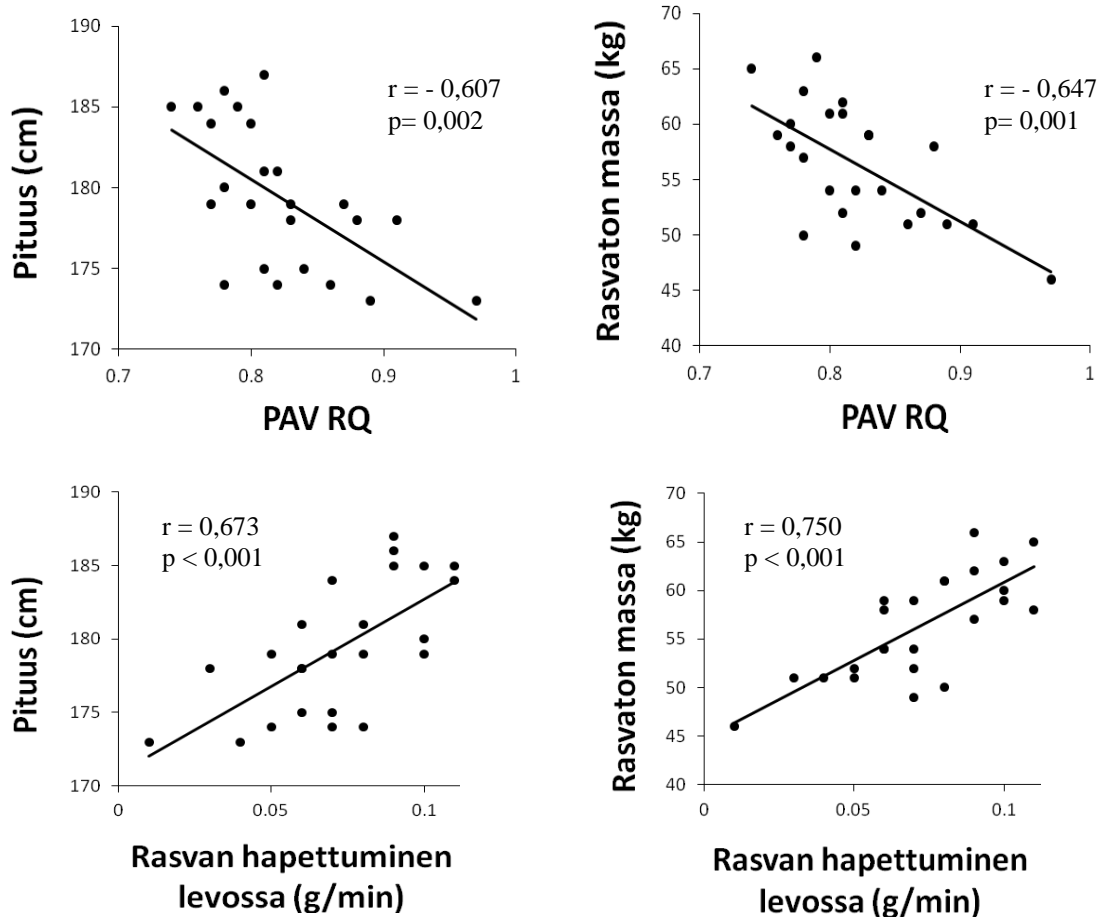 190
185
180
175
170
Pituus (cm)
r = - 0,607
p= 0,002
0.7
0.8
0.9
1
PAV RQ
70
65
60
55
50
45
40
Rasvaton massa (kg)
r = - 0,647
p= 0,001
0.7
0.8
0.9
1
PAV RQ
190
185
180
175
170
Pituus (cm)
r = 0,673
p < 0,001
0
0.05
0.1
Rasvan hapettuminen
levossa (g/min)
70
65
60
55
50
45
40
Rasvaton massa (kg)
r = 0,750
p < 0,001
0
0.05
0.1
Rasvan hapettuminen
levossa (g/min)